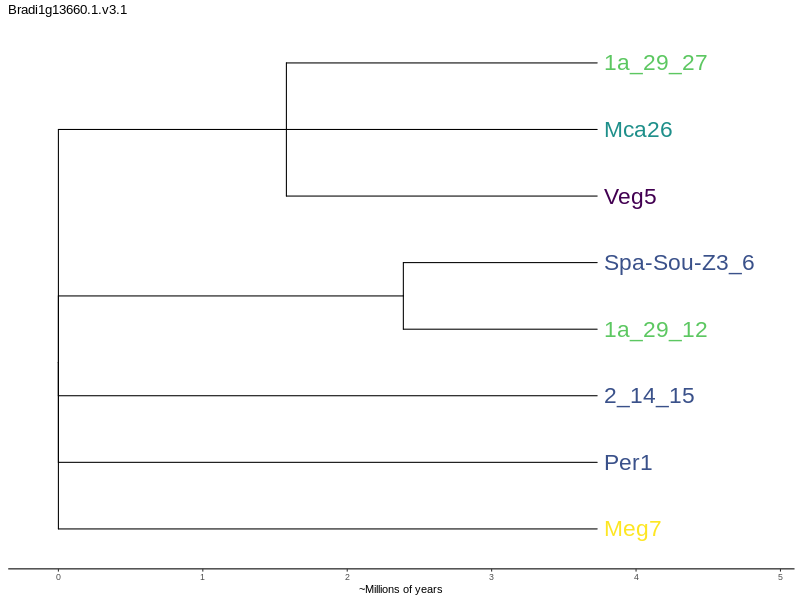 Bradi1g13660.1.v3.1
1a_29_27
Mca26
Veg5
Spa-Sou-Z3_6
1a_29_12
2_14_15
Per1
Meg7
0 1 2 3 4 5
~Millions of years